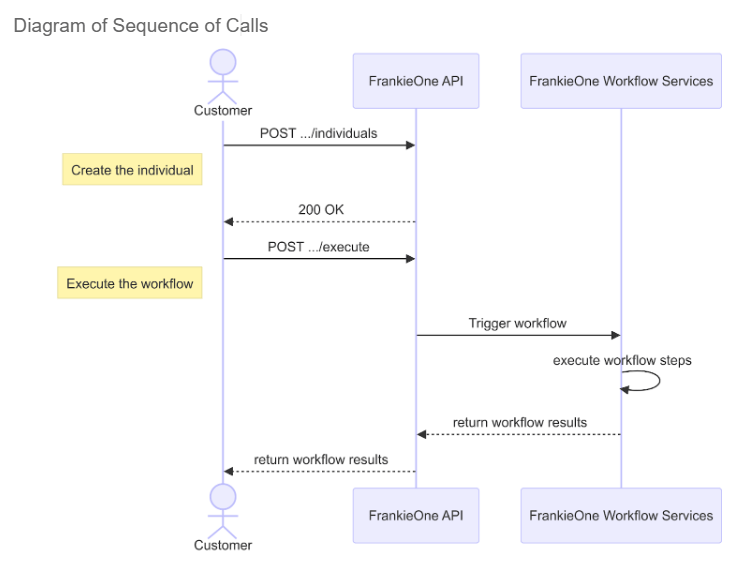 Diagram of Sequence of Calls
Customer
FrankieOne API
FrankieOne Workflow Services
POST .../individuals
Create the individual
200 OK
POST .../execute
Execute the workflow
Trigger workflow
execute workflow steps
return workflow results
return workflow results
Customer
FrankieOne API
FrankieOne Workflow Services